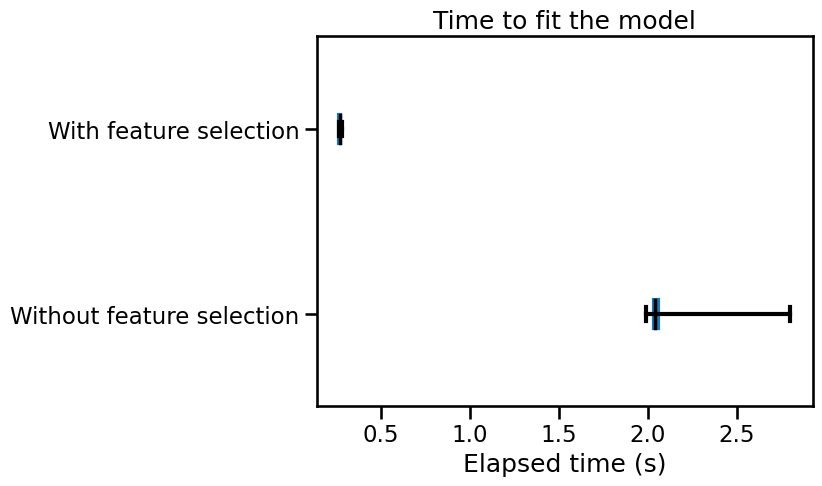 Time to fit the model
With feature selection
Without feature selection
0.5 1.0 1.5 2.0 2.5
Elapsed time (s)